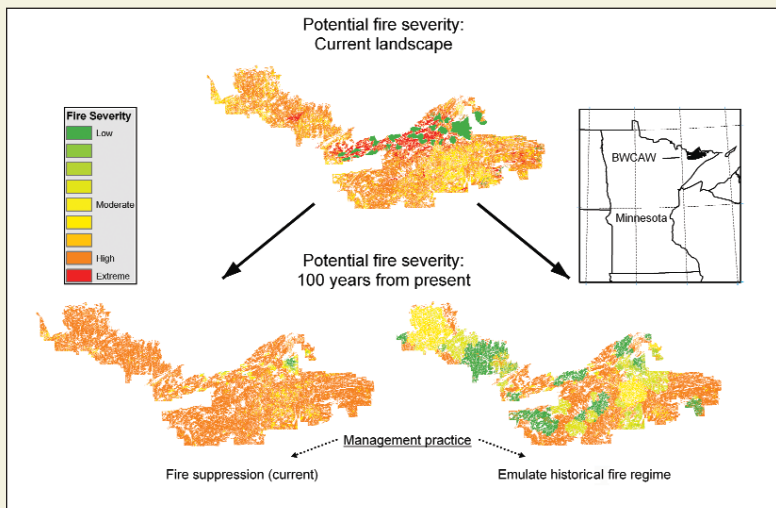 Potential fire severity:
Current landscape
Fire Severity
Low
Moderate
High
Extreme
BWCAW
Minnesota
Potential fire severity:
100 years from present
Management practice
Fire suppression (current)
Emulate historical fire regime